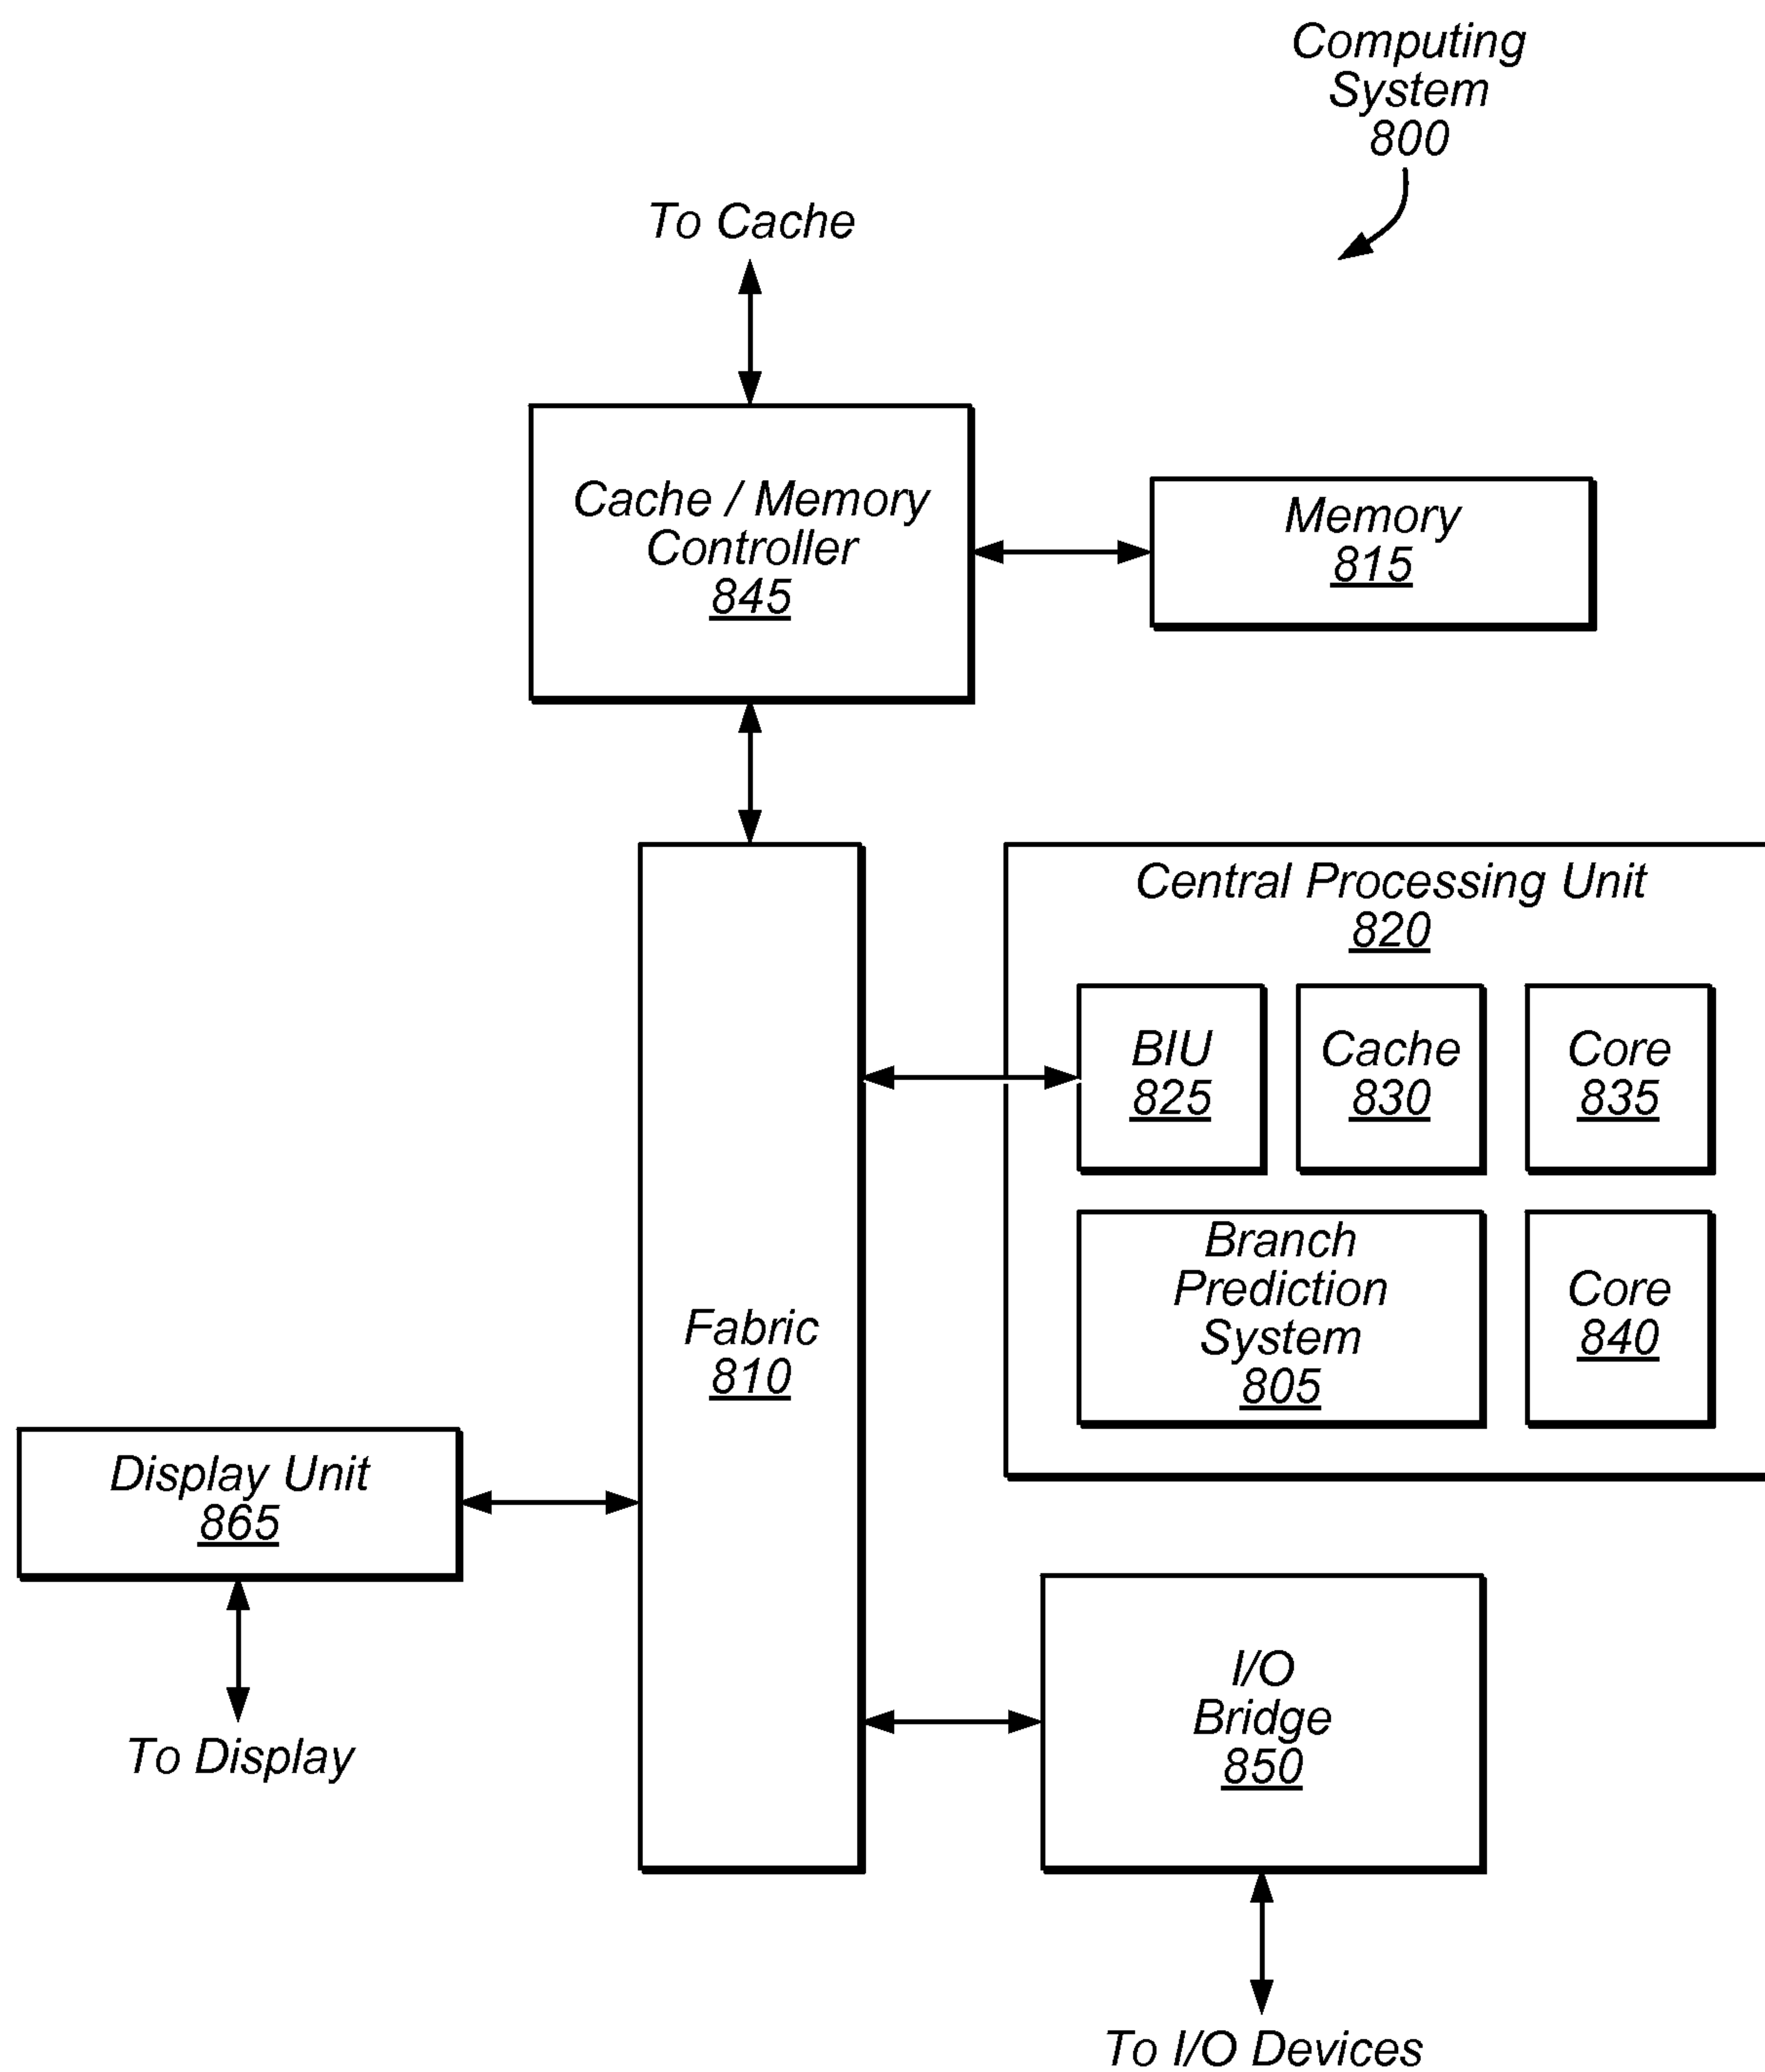 Computing
System
800
To Cache
Cache / Memory
Controller
845
Memory
815
Central Processing Unit
820
BIU
825
Cache
830
Core
835
Branch
Prediction
System
805
Core
840
Fabric
810
Display Unit
865
To Display
I/O
Bridge
850
To I/O Devices